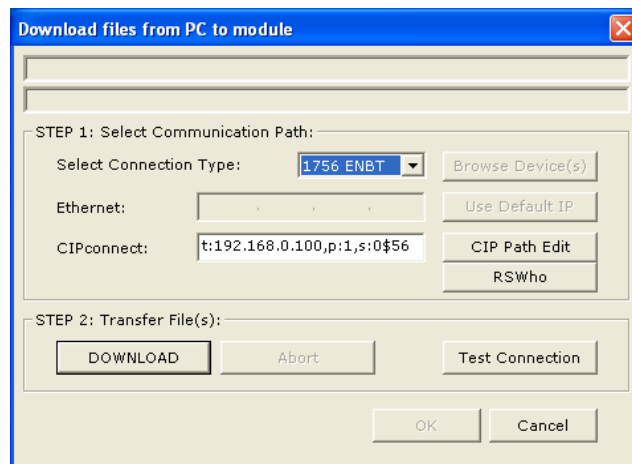 Download files from PC to module
STEP 1: Select Communication Path:
Select Connection Type: 1756 ENBT Browse Device(s)
Ethernet: . . . Use Default IP
CIPconnect: t:192.168.0.100,p:1,s:0$56 CIP Path Edit
RSWho
STEP 2: Transfer File(s):
DOWNLOAD Abort Test Connection
OK Cancel